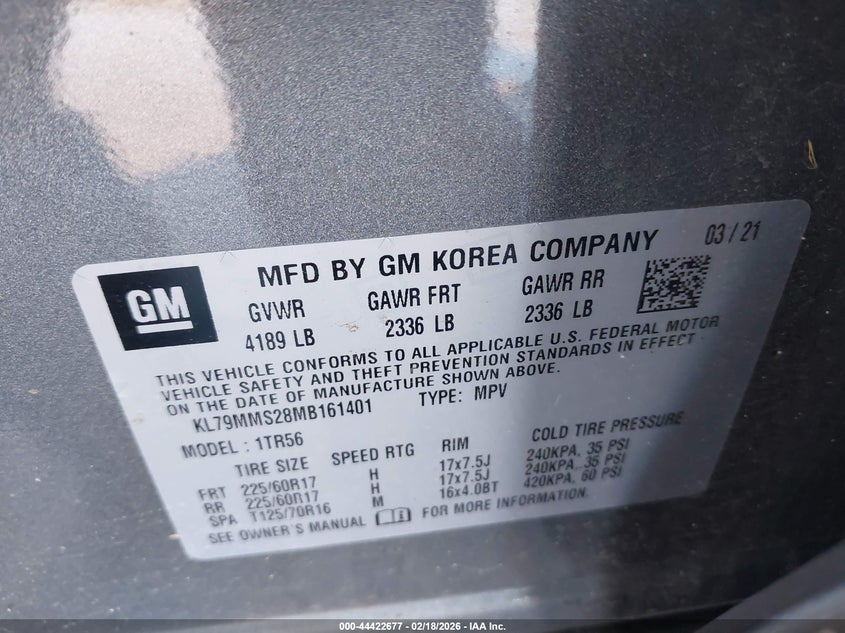 GM
MFD BY GM KOREA COMPANY 03/21
GVWR GAWR FRT GAWR RR
4189 LB 2336 LB 2336 LB
THIS VEHICLE CONFORMS TO ALL APPLICABLE U.S. FEDERAL MOTOR
VEHICLE SAFETY AND THEFT PREVENTION STANDARDS IN EFFECT
ON THE DATE OF MANUFACTURE SHOWN ABOVE.
KL79MMS28MB161401 TYPE: MPV
MODEL : 1TR56
TIRE SIZE SPEED RTG RIM COLD TIRE PRESSURE
FRT 225/60R17 H 17x7.5J 240KPA, 35 PSI
RR 225/60R17 H 17x7.5J 240KPA, 35 PSI
SPA T125/70R16 M 16x4.0BT 420KPA, 60 PSI
SEE OWNER'S MANUAL FOR MORE INFORMATION.
000-44422677 - 02/18/2026 - IAA Inc.